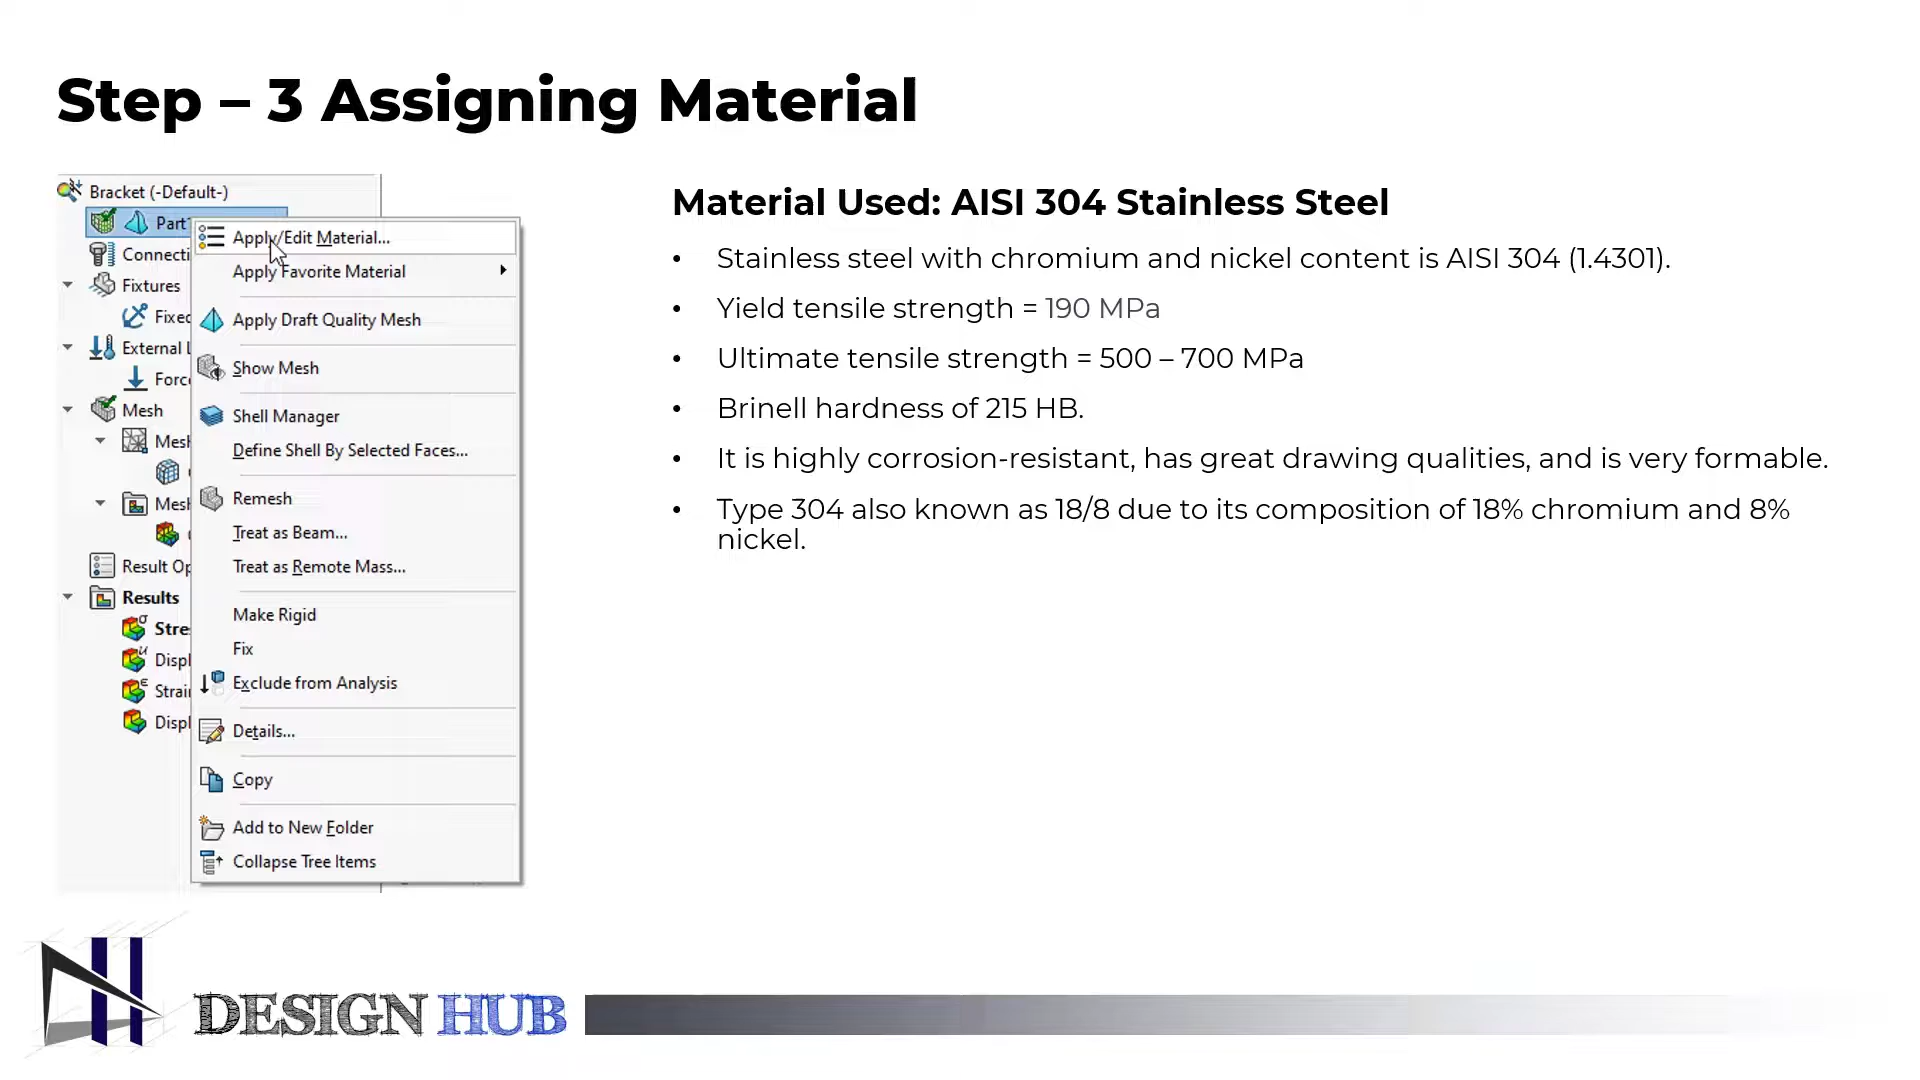 Step – 3 Assigning Material
Bracket (-Default-)
Part
Connecti
Fixtures
Fixed
External L
Force
Mesh
Mesh
Mesh
Result Op
Results
Stre
Displ
Strai
Displ
Apply/Edit Material...
Apply Favorite Material
Apply Draft Quality Mesh
Show Mesh
Shell Manager
Define Shell By Selected Faces...
Remesh
Treat as Beam...
Treat as Remote Mass...
Make Rigid
Fix
Exclude from Analysis
Details...
Copy
Add to New Folder
Collapse Tree Items
Material Used: AISI 304 Stainless Steel
• Stainless steel with chromium and nickel content is AISI 304 (1.4301).
• Yield tensile strength = 190 MPa
• Ultimate tensile strength = 500 – 700 MPa
• Brinell hardness of 215 HB.
• It is highly corrosion-resistant, has great drawing qualities, and is very formable.
• Type 304 also known as 18/8 due to its composition of 18% chromium and 8%
nickel.
DESIGN HUB